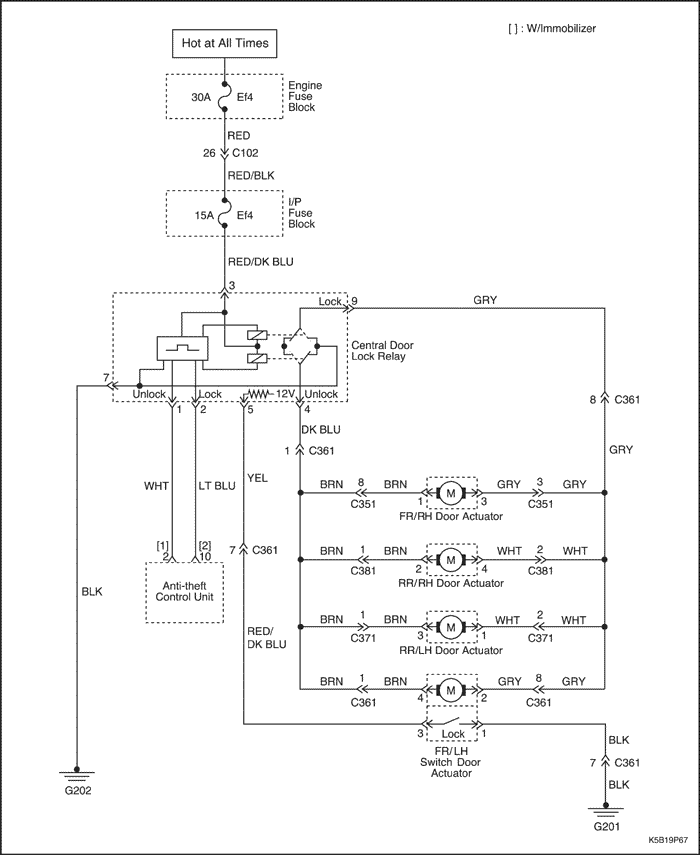 [ ] : W/Immobilizer
Hot at All Times
30A Ef4
Engine
Fuse
Block
RED
26 C102
RED/BLK
15A Ef4
I/P
Fuse
Block
RED/DK BLU
3
Lock 9 GRY
Central Door
Lock Relay
7
Unlock Lock 12V Unlock
1 2 5 4
8 C361
DK BLU
1 C361
GRY
WHT LT BLU YEL
BRN 8 BRN GRY 3 GRY
C351 1 M 3 C351
FR/RH Door Actuator
[1] [2]
2 10
7 C361
BRN 1 BRN WHT 2 WHT
C381 2 M 4 C381
RR/RH Door Actuator
Anti-theft
Control Unit
BLK
RED/
DK BLU
BRN 1 BRN WHT 2 WHT
C371 3 M 1 C371
RR/LH Door Actuator
BRN 1 BRN GRY 8 GRY
C361 4 M 2 C361
3 Lock 1
FR/LH
Switch Door
Actuator
BLK
7 C361
BLK
G202
G201
K5B19P67